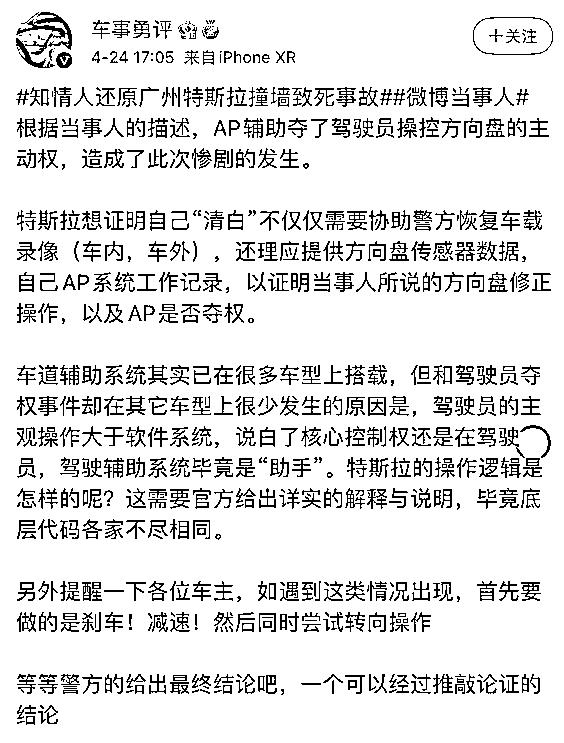 车事勇评
4-24 17:05 来自iPhone XR
+关注
#知情人还原广州特斯拉撞墙致死事故##微博当事人#
根据当事人的描述，AP辅助夺了驾驶员操控方向盘的主
动权，造成了此次惨剧的发生。
特斯拉想证明自己“清白”不仅仅需要协助警方恢复车载
录像（车内，车外），还理应提供方向盘传感器数据，
自己AP系统工作记录，以证明当事人所说的方向盘修正
操作，以及AP是否夺权。
车道辅助系统其实已在很多车型上搭载，但和驾驶员夺
权事件却在其它车型上很少发生的原因是，驾驶员的主
观操作大于软件系统，说白了核心控制权还是在驾驶
员，驾驶辅助系统毕竟是“助手”。特斯拉的操作逻辑是
怎样的呢？这需要官方给出详实的解释与说明，毕竟底
层代码各家不尽相同。
另外提醒一下各位车主，如遇到这类情况出现，首先要
做的是刹车！减速！然后同时尝试转向操作
等等警方的给出最终结论吧，一个可以经过推敲论证的
结论